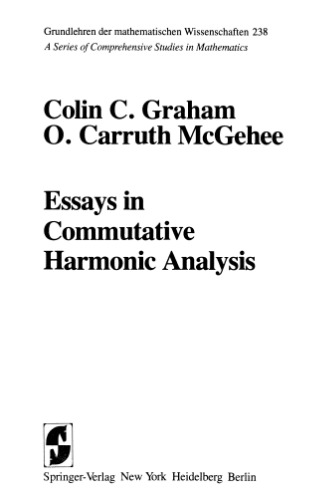 Grundlehren der mathematischen Wissenschaften 238
A Series of Comprehensive Studies in Mathematics
Colin C. Graham
O. Carruth McGehee
Essays in
Commutative
Harmonic Analysis
Springer-Verlag New York Heidelberg Berlin